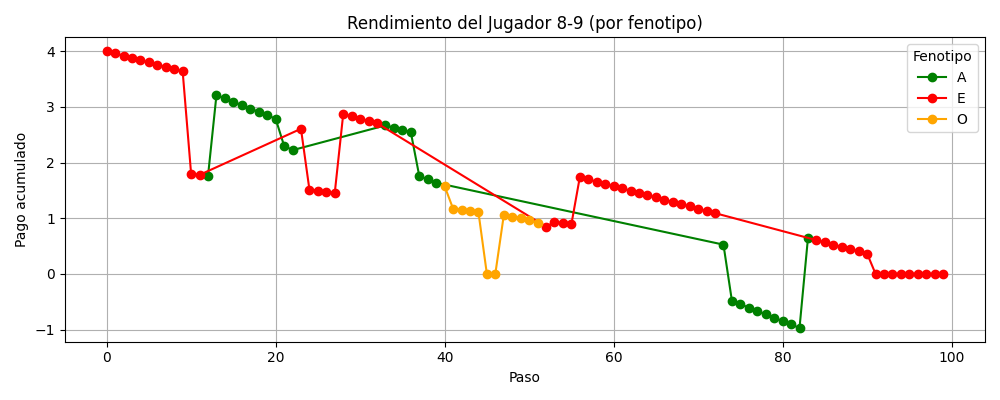 Rendimiento del Jugador 8-9 (por fenotipo)
Pago acumulado
4
3
2
1
0
−1
Fenotipo
A
E
O
0 20 40 60 80 100
Paso